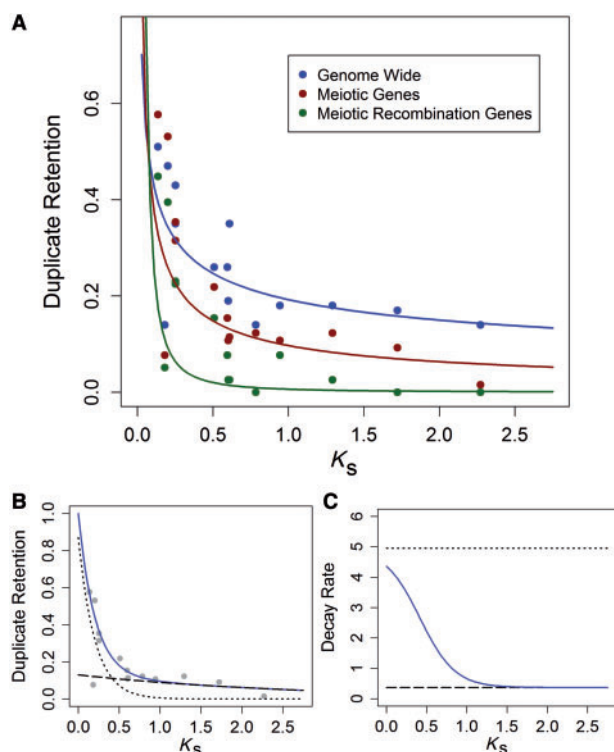 A
Duplicate Retention
0.6
0.4
0.2
0.0
Genome Wide
Meiotic Genes
Meiotic Recombination Genes
0.0 0.5 1.0 1.5 2.0 2.5
KS
B
Duplicate Retention
1.0
0.8
0.6
0.4
0.2
0.0
0.0 0.5 1.0 1.5 2.0 2.5
KS
C
Decay Rate
6
5
4
3
2
1
0
0.0 0.5 1.0 1.5 2.0 2.5
KS